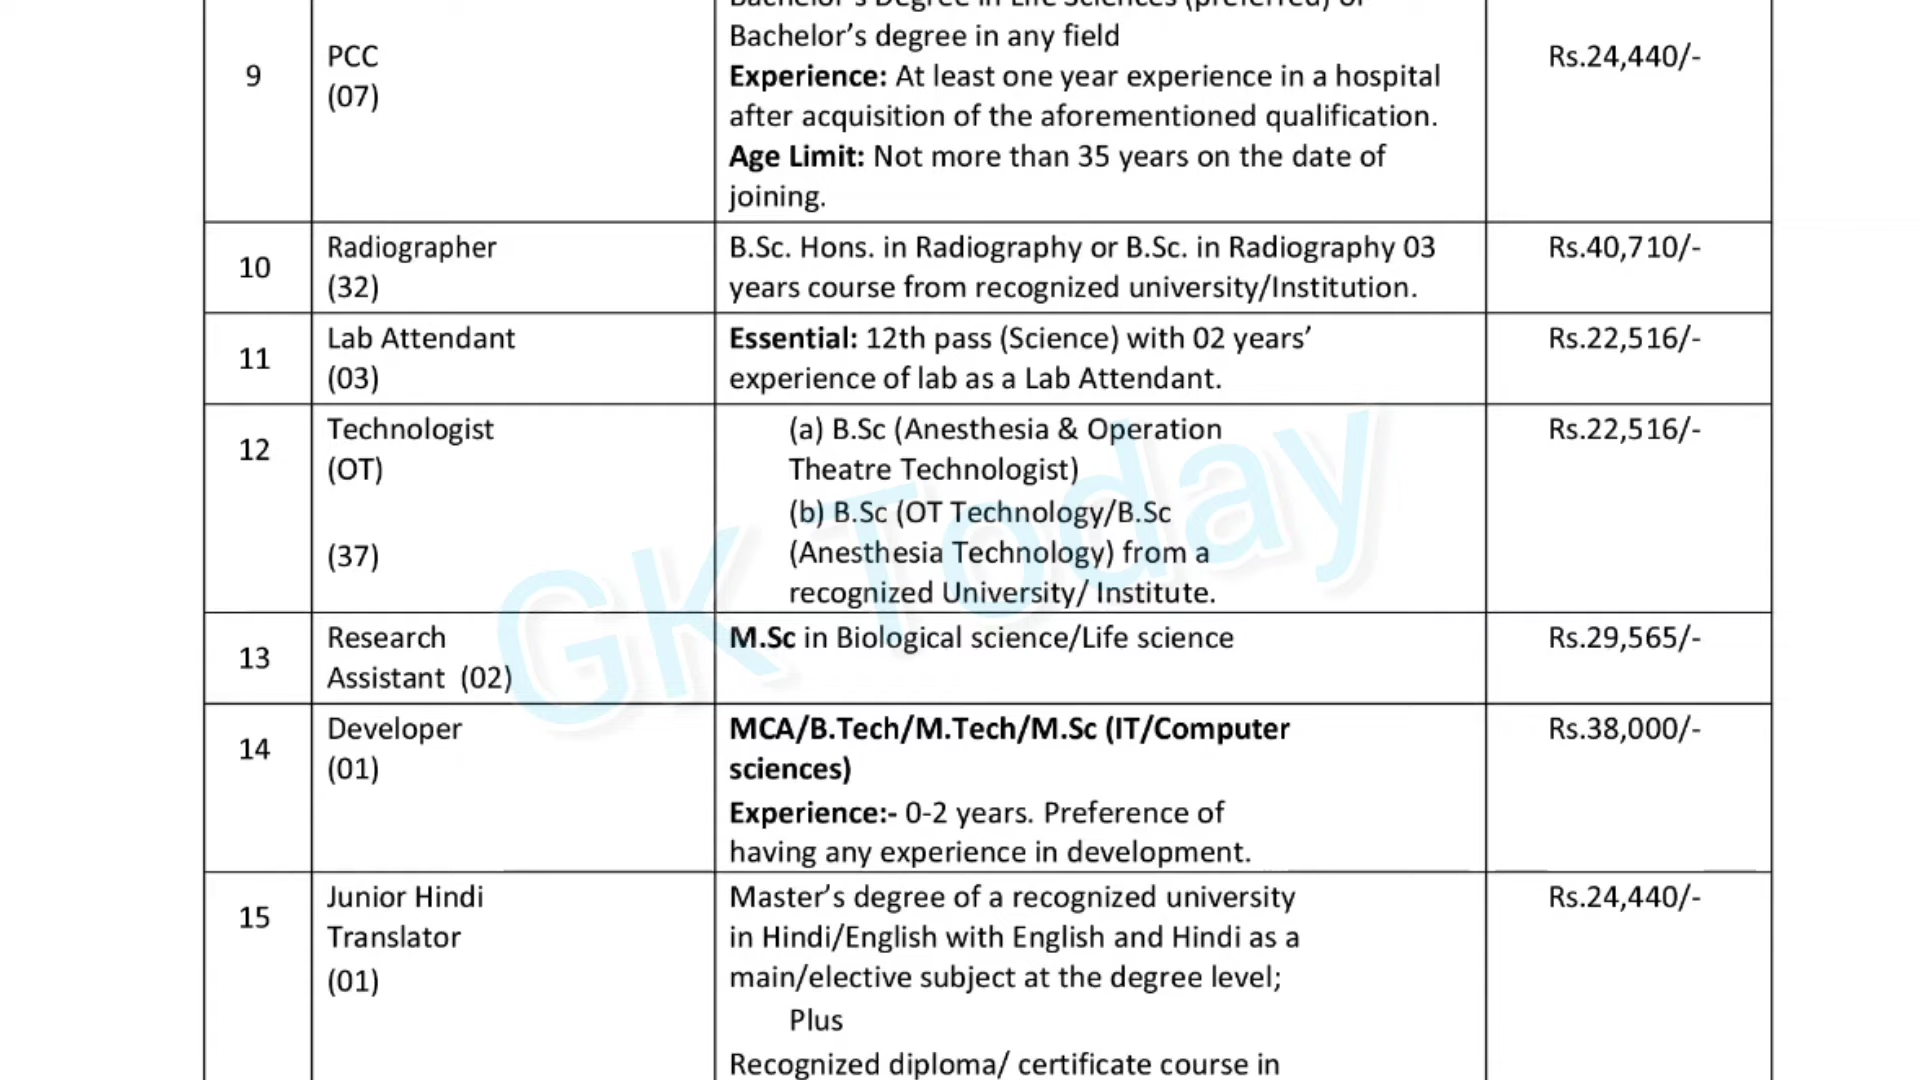 Bachelor's Degree in Life Sciences (preferred) or
9
PCC
(07)
Bachelor's degree in any field
Experience: At least one year experience in a hospital
after acquisition of the aforementioned qualification.
Age Limit: Not more than 35 years on the date of
joining.
Rs.24,440/-
10
Radiographer
(32)
B.Sc. Hons. in Radiography or B.Sc. in Radiography 03
years course from recognized university/Institution.
Rs.40,710/-
11
Lab Attendant
(03)
Essential: 12th pass (Science) with 02 years'
experience of lab as a Lab Attendant.
Rs.22,516/-
12
Technologist
(OT)
(37)
(a) B.Sc (Anesthesia & Operation
Theatre Technologist)
(b) B.Sc (OT Technology/B.Sc
(Anesthesia Technology) from a
recognized University/ Institute.
Rs.22,516/-
13
Research
Assistant (02)
M.Sc in Biological science/Life science
Rs.29,565/-
14
Developer
(01)
MCA/B.Tech/M.Tech/M.Sc (IT/Computer
sciences)
Experience:- 0-2 years. Preference of
having any experience in development.
Rs.38,000/-
15
Junior Hindi
Translator
(01)
Master's degree of a recognized university
in Hindi/English with English and Hindi as a
main/elective subject at the degree level;
Plus
Recognized diploma/ certificate course in
Rs.24,440/-
GK Today